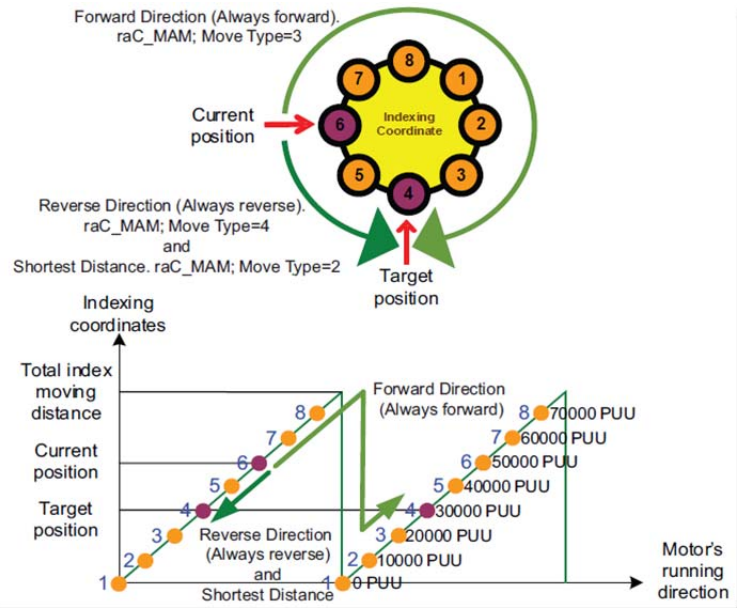 Forward Direction (Always forward).
raC_MAM; Move Type=3
8
7
1
Current
position
6
Indexing
Coordinate
2
5
3
4
Reverse Direction (Always reverse).
raC_MAM; Move Type=4
and
Shortest Distance. raC_MAM; Move Type=2
Target
position
Indexing
coordinates
Total index
moving
distance
Current
position
Target
position
1
2
3
4
5
6
7
8
Forward Direction
(Always forward)
Reverse Direction
(Always reverse)
and
Shortest Distance
8 70000 PUU
7 60000 PUU
6 50000 PUU
5 40000 PUU
4 30000 PUU
3 20000 PUU
2 10000 PUU
1 0 PUU
Motor's
running
direction